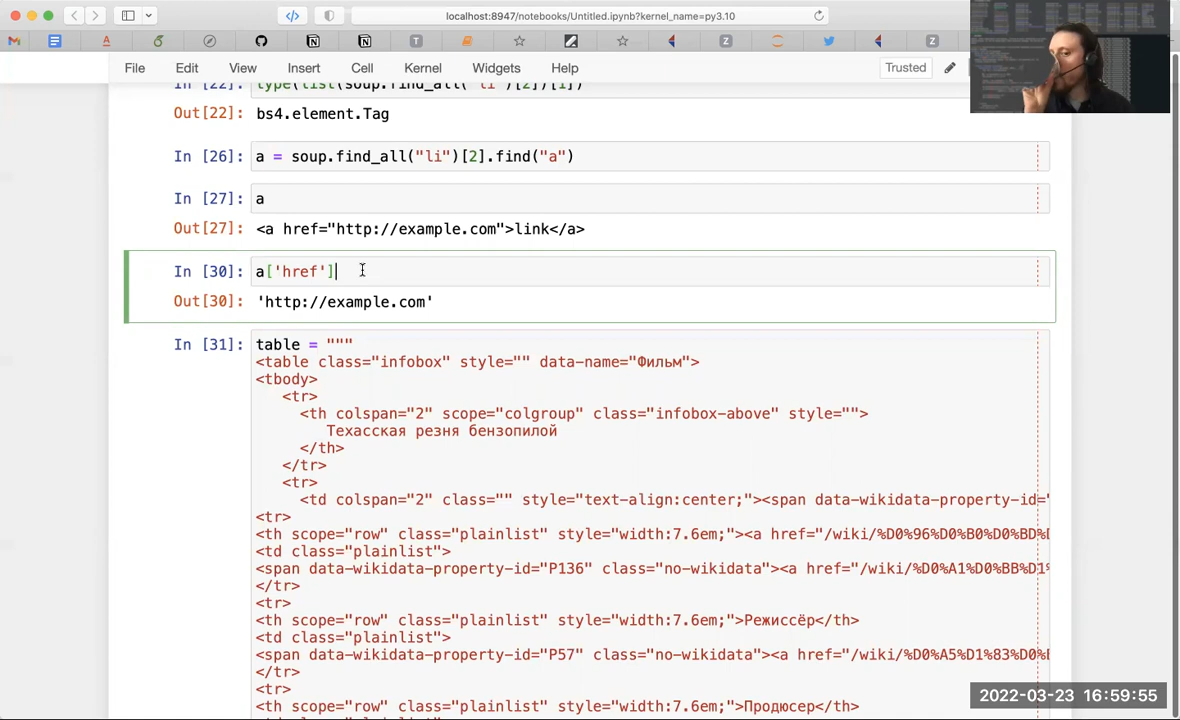 localhost:8947/notebooks/Untitled.ipynb?kernel_name=py3.10
File Edit View Insert Cell Kernel Widgets Help Trusted
In [22]: type(list(soup.find_all("li")[2])[1])
Out[22]: bs4.element.Tag
In [26]: a = soup.find_all("li")[2].find("a")
In [27]: a
Out[27]: <a href="http://example.com">link</a>
In [30]: a['href']
Out[30]: 'http://example.com'
In [31]: table = """
<table class="infobox" style="" data-name="Фильм">
<tbody>
<tr>
<th colspan="2" scope="colgroup" class="infobox-above" style="">
Техасская резня бензопилой
</th>
</tr>
<tr>
<td colspan="2" class="" style="text-align:center;"><span data-wikidata-property-id="
<tr>
<th scope="row" class="plainlist" style="width:7.6em;"><a href="/wiki/%D0%96%D0%B0%D0%BD%D
<td class="plainlist">
<span data-wikidata-property-id="P136" class="no-wikidata"><a href="/wiki/%D0%A1%D0%BB%D1%
</tr>
<tr>
<th scope="row" class="plainlist" style="width:7.6em;">Режиссёр</th>
<td class="plainlist">
<span data-wikidata-property-id="P57" class="no-wikidata"><a href="/wiki/%D0%A5%D1%83%D0%B
</tr>
<tr>
<th scope="row" class="plainlist" style="width:7.6em;">Продюсер</th>
2022-03-23 16:59:55